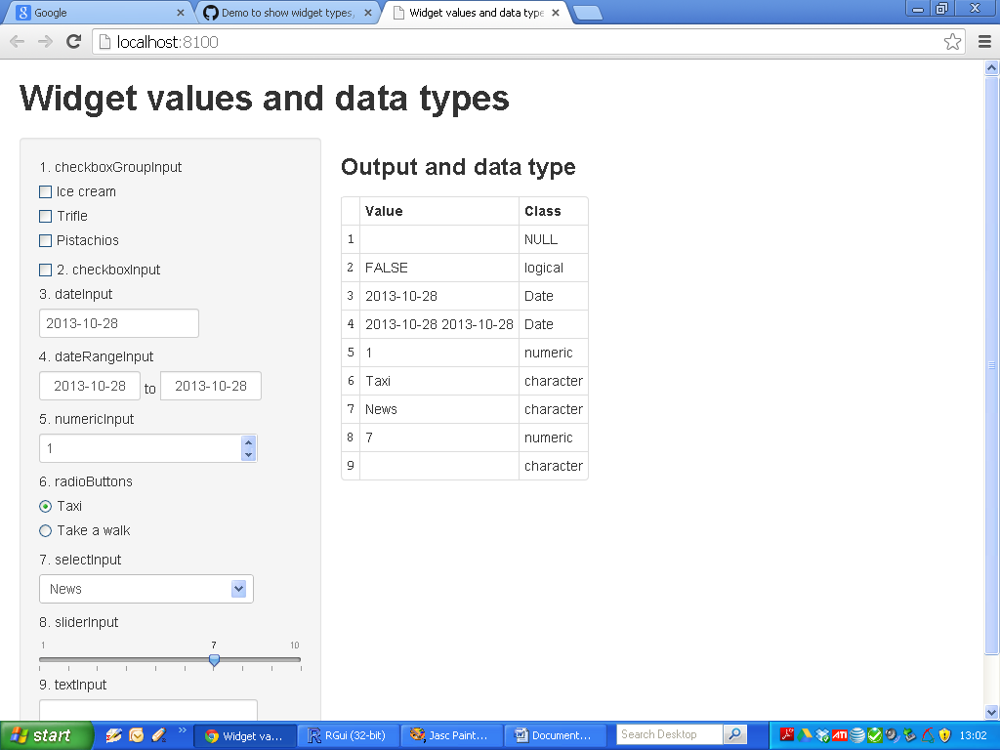 Google
Demo to show widget types,
Widget values and data type
localhost:8100
Widget values and data types
1. checkboxGroupInput
Ice cream
Trifle
Pistachios
2. checkboxInput
3. dateInput
2013-10-28
4. dateRangeInput
2013-10-28 to 2013-10-28
5. numericInput
1
6. radioButtons
Taxi
Take a walk
7. selectInput
News
8. sliderInput
1 7 10
9. textInput
Output and data type
Value Class
1 NULL
2 FALSE logical
3 2013-10-28 Date
4 2013-10-28 2013-10-28 Date
5 1 numeric
6 Taxi character
7 News character
8 7 numeric
9 character
start
Widget va...
RGui (32-bit)
Jasc Paint...
Document...
Search Desktop
ATI
13:02